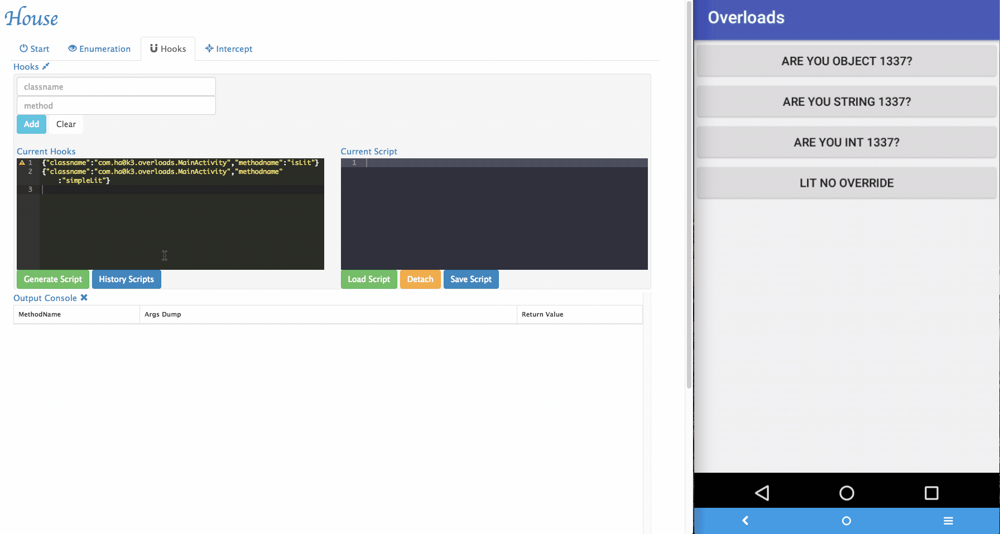 House
Start
Enumeration
Hooks
Intercept
Hooks
classname
method
Add
Clear
Current Hooks
1 {"classname":"com.ha0k3.overloads.MainActivity","methodname":"isLit"}
2 {"classname":"com.ha0k3.overloads.MainActivity","methodname"
:"simpleLit"}
3
Generate Script
History Scripts
Current Script
1
Load Script
Detach
Save Script
Output Console
MethodName
Args Dump
Return Value
Overloads
ARE YOU OBJECT 1337?
ARE YOU STRING 1337?
ARE YOU INT 1337?
LIT NO OVERRIDE